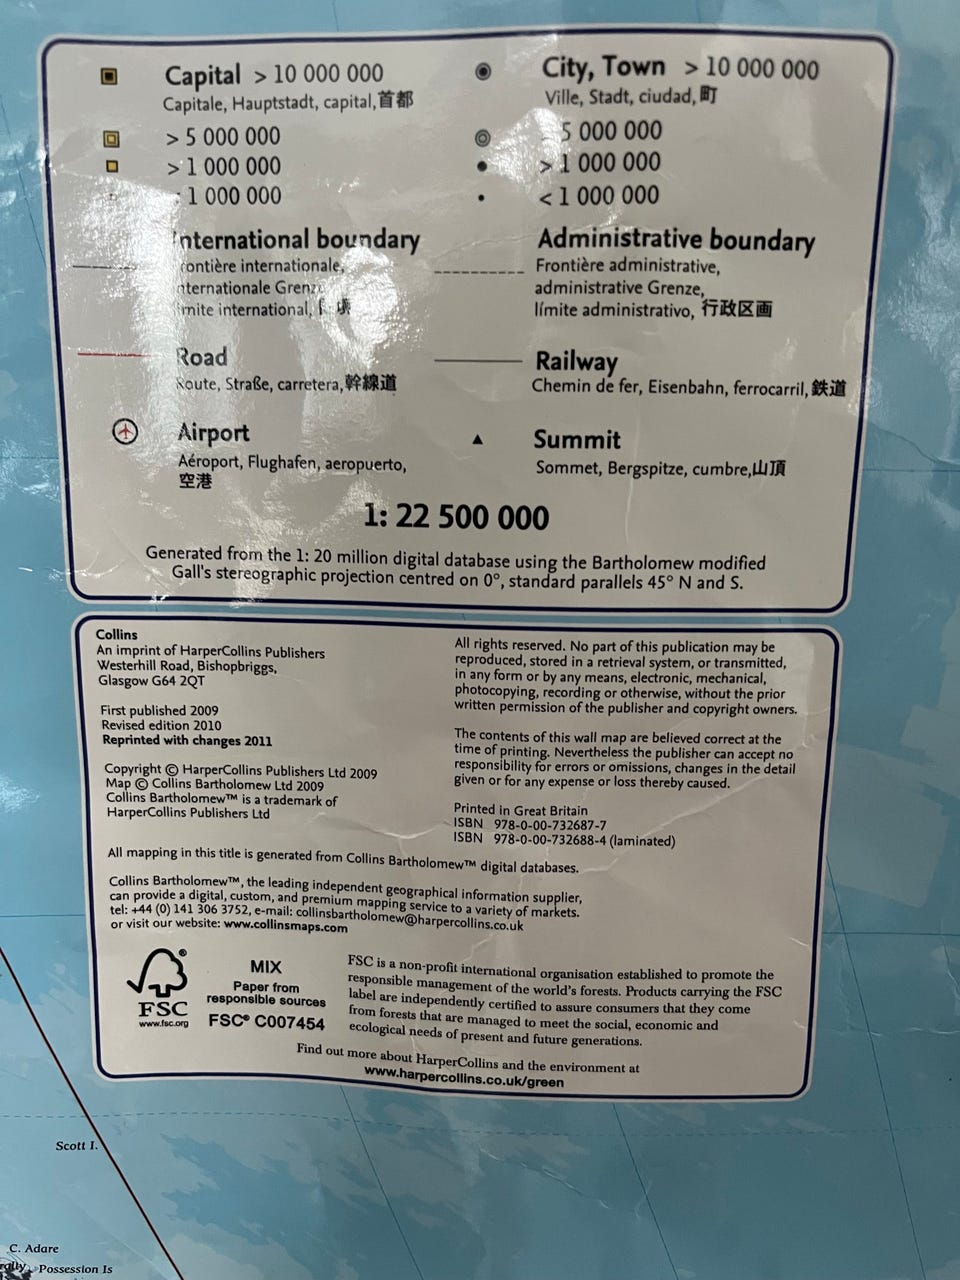 Capital > 10 000 000
Capitale, Hauptstadt, capital,首都
> 5 000 000
> 1 000 000
1 000 000
City, Town > 10 000 000
Ville, Stadt, ciudad,町
5 000 000
> 1 000 000
< 1 000 000
nternational boundary
rontière internationale,
nternationale
mite international,
Administrative boundary
Frontière administrative,
administrative Grenze,
límite administrativo, 行政区画
Road
Route, Straße, carretera,幹線道
Railway
Chemin de fer, Eisenbahn, ferrocarril,鉄道
Airport
Aéroport, Flughafen, aeropuerto,
空港
Summit
Sommet, Bergspitze, cumbre,山頂
1: 22 500 000
Generated from the 1: 20 million digital database using the Bartholomew modified
Gall's stereographic projection centred on 0°, standard parallels 45° N and S.
Collins
An imprint of HarperCollins Publishers
Westerhill Road, Bishopbriggs,
Glasgow G64 2QT
First published 2009
Revised edition 2010
Reprinted with changes 2011
Copyright © HarperCollins Publishers Ltd 2009
Map © Collins Bartholomew Ltd 2009
Collins Bartholomew™ is a trademark of
HarperCollins Publishers Ltd
All rights reserved. No part of this publication may be
reproduced, stored in a retrieval system, or transmitted,
in any form or by any means, electronic, mechanical,
photocopying, recording or otherwise, without the prior
written permission of the publisher and copyright owners.
The contents of this wall map are believed correct at the
time of printing. Nevertheless the publisher can accept no
responsibility for errors or omissions, changes in the detail
given or for any expense or loss thereby caused.
Printed in Great Britain
ISBN 978-0-00-732687-7
ISBN 978-0-00-732688-4 (laminated)
All mapping in this title is generated from Collins Bartholomew™ digital databases.
Collins Bartholomew™, the leading independent geographical information supplier,
can provide a digital, custom, and premium mapping service to a variety of markets.
tel: +44 (0) 141 306 3752, e-mail: collinsbartholomew@harpercollins.co.uk
or visit our website: www.collinsmaps.com
®
FSC
www.fsc.org
MIX
Paper from
responsible sources
FSC® C007454
FSC is a non-profit international organisation established to promote the
responsible management of the world's forests. Products carrying the FSC
label are independently certified to assure consumers that they come
from forests that are managed to meet the social, economic and
ecological needs of present and future generations.
Find out more about HarperCollins and the environment at
www.harpercollins.co.uk/green
Scott I.
C. Adare
Possession Is